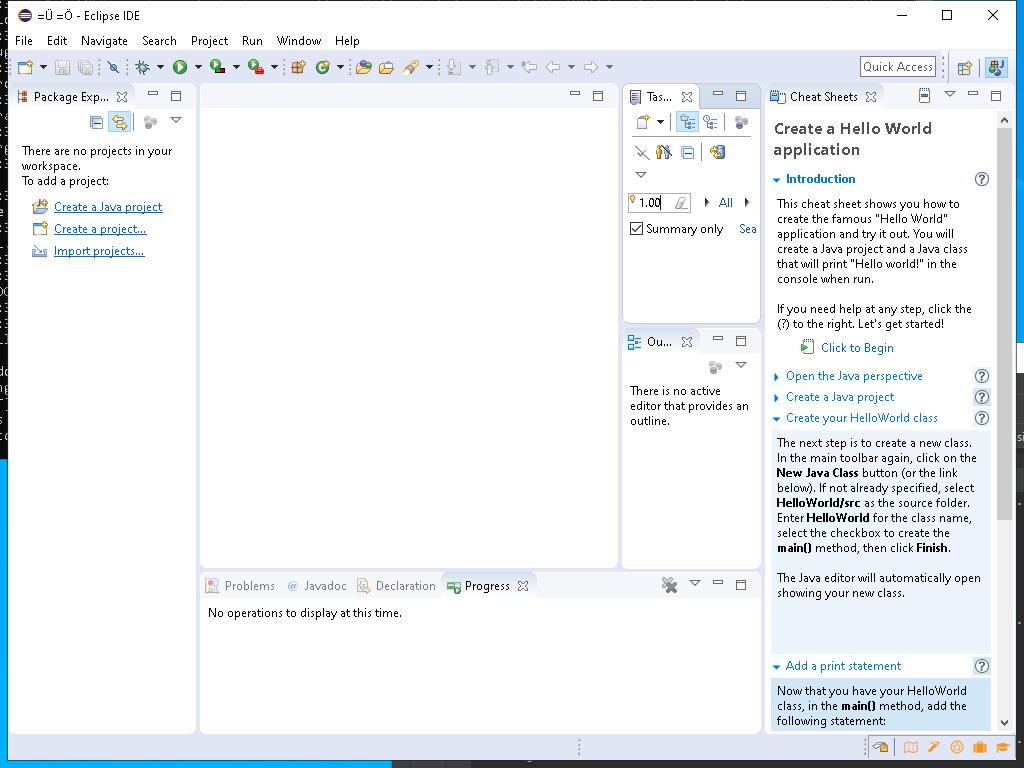 =Ü =Ö - Eclipse IDE
File Edit Navigate Search Project Run Window Help
Quick Access
Package Exp...
There are no projects in your
workspace.
To add a project:
Create a Java project
Create a project...
Import projects...
Tas...
1.00
All
Summary only
Sea
Ou...
There is no active
editor that provides an
outline.
Problems
@ Javadoc
Declaration
Progress
No operations to display at this time.
Cheat Sheets
Create a Hello World
application
Introduction
This cheat sheet shows you how to
create the famous "Hello World"
application and try it out. You will
create a Java project and a Java class
that will print "Hello world!" in the
console when run.
If you need help at any step, click the
(?) to the right. Let's get started!
Click to Begin
Open the Java perspective
Create a Java project
Create your HelloWorld class
The next step is to create a new class.
In the main toolbar again, click on the
New Java Class button (or the link
below). If not already specified, select
HelloWorld/src as the source folder.
Enter HelloWorld for the class name,
select the checkbox to create the
main() method, then click Finish.
The Java editor will automatically open
showing your new class.
Add a print statement
Now that you have your HelloWorld
class, in the main() method, add the
following statement: